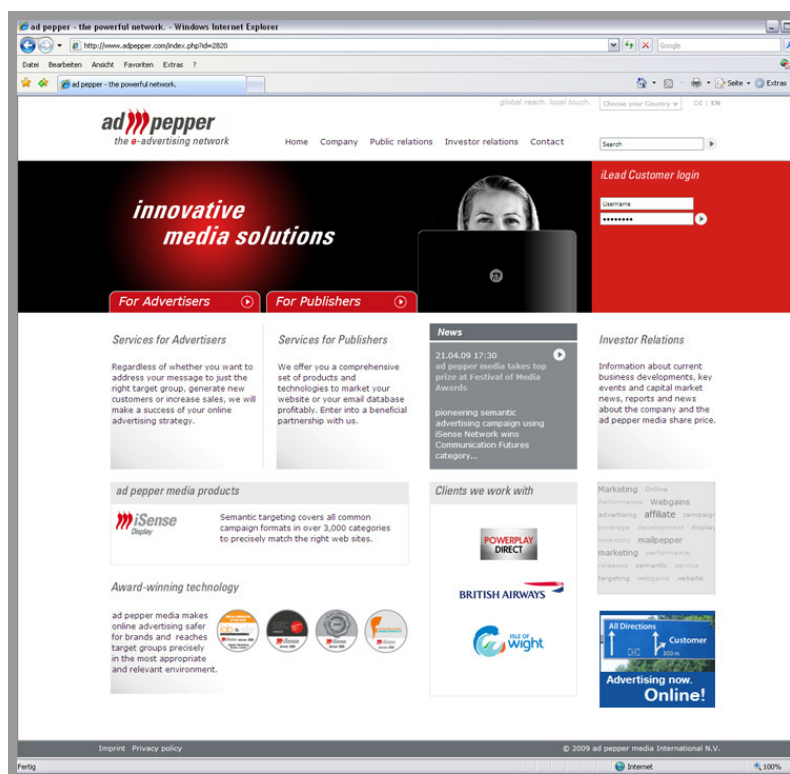 ad pepper - the powerful network. - Windows Internet Explorer
http://www.adpepper.com/index.php?id=2820
Google
Datei Bearbeiten Ansicht Favoriten Extras ?
ad pepper - the powerful network.
Seite Extras
global reach. local touch. Choose your Country DE | EN
ad pepper
the e-advertising network
Home Company Public relations Investor relations Contact
Search
iLead Customer login
Username
innovative
media solutions
For Advertisers
For Publishers
Services for Advertisers
Regardless of whether you want to
address your message to just the
right target group, generate new
customers or increase sales, we will
make a success of your online
advertising strategy.
Services for Publishers
We offer you a comprehensive
set of products and
technologies to market your
website or your email database
profitably. Enter into a beneficial
partnership with us.
News
21.04.09 17:30
ad pepper media takes top
prize at Festival of Media
Awards
pioneering semantic
advertising campaign using
iSense Network wins
Communication Futures
category...
Investor Relations
Information about current
business developments, key
events and capital market
news, reports and news
about the company and the
ad pepper media share price.
ad pepper media products
iSense
Display
Semantic targeting covers all common
campaign formats in over 3,000 categories
to precisely match the right web sites.
Award-winning technology
ad pepper media makes
online advertising safer
for brands and reaches
target groups precisely
in the most appropriate
and relevant environment.
Clients we work with
POWERPLAY
DIRECT
BRITISH AIRWAYS
ISLE OF
Wight
Marketing Online
Performance Webgains
advertising affiliate campaign
coverage development display
inventory mailpepper
marketing performance
releases semantic service
targeting webgains website
All Directions
Customer
300 m
Advertising now.
Online!
Imprint Privacy policy
© 2009 ad pepper media International N.V.
Fertig
Internet
100%